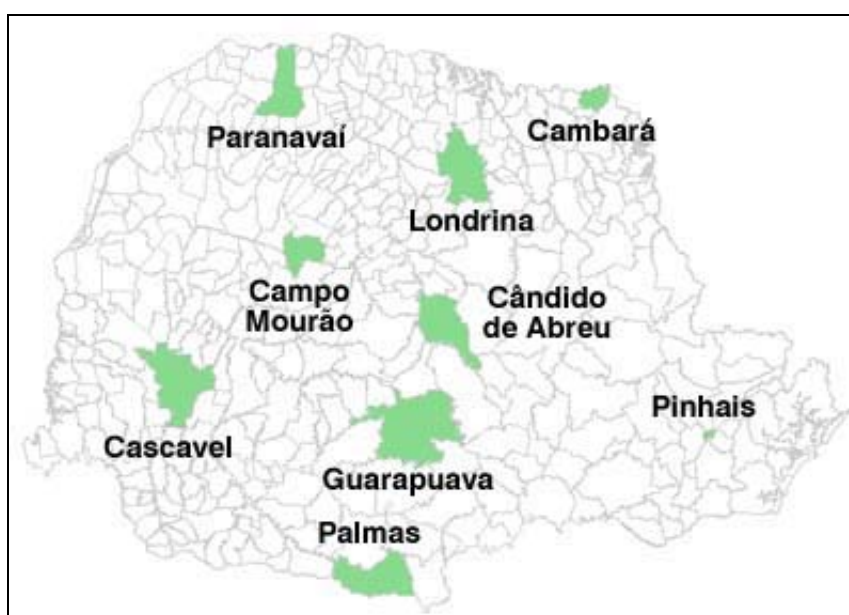 Paranavaí
Cambará
Londrina
Campo
Mourão
Cândido
de Abreu
Pinhais
Cascavel
Guarapuava
Palmas